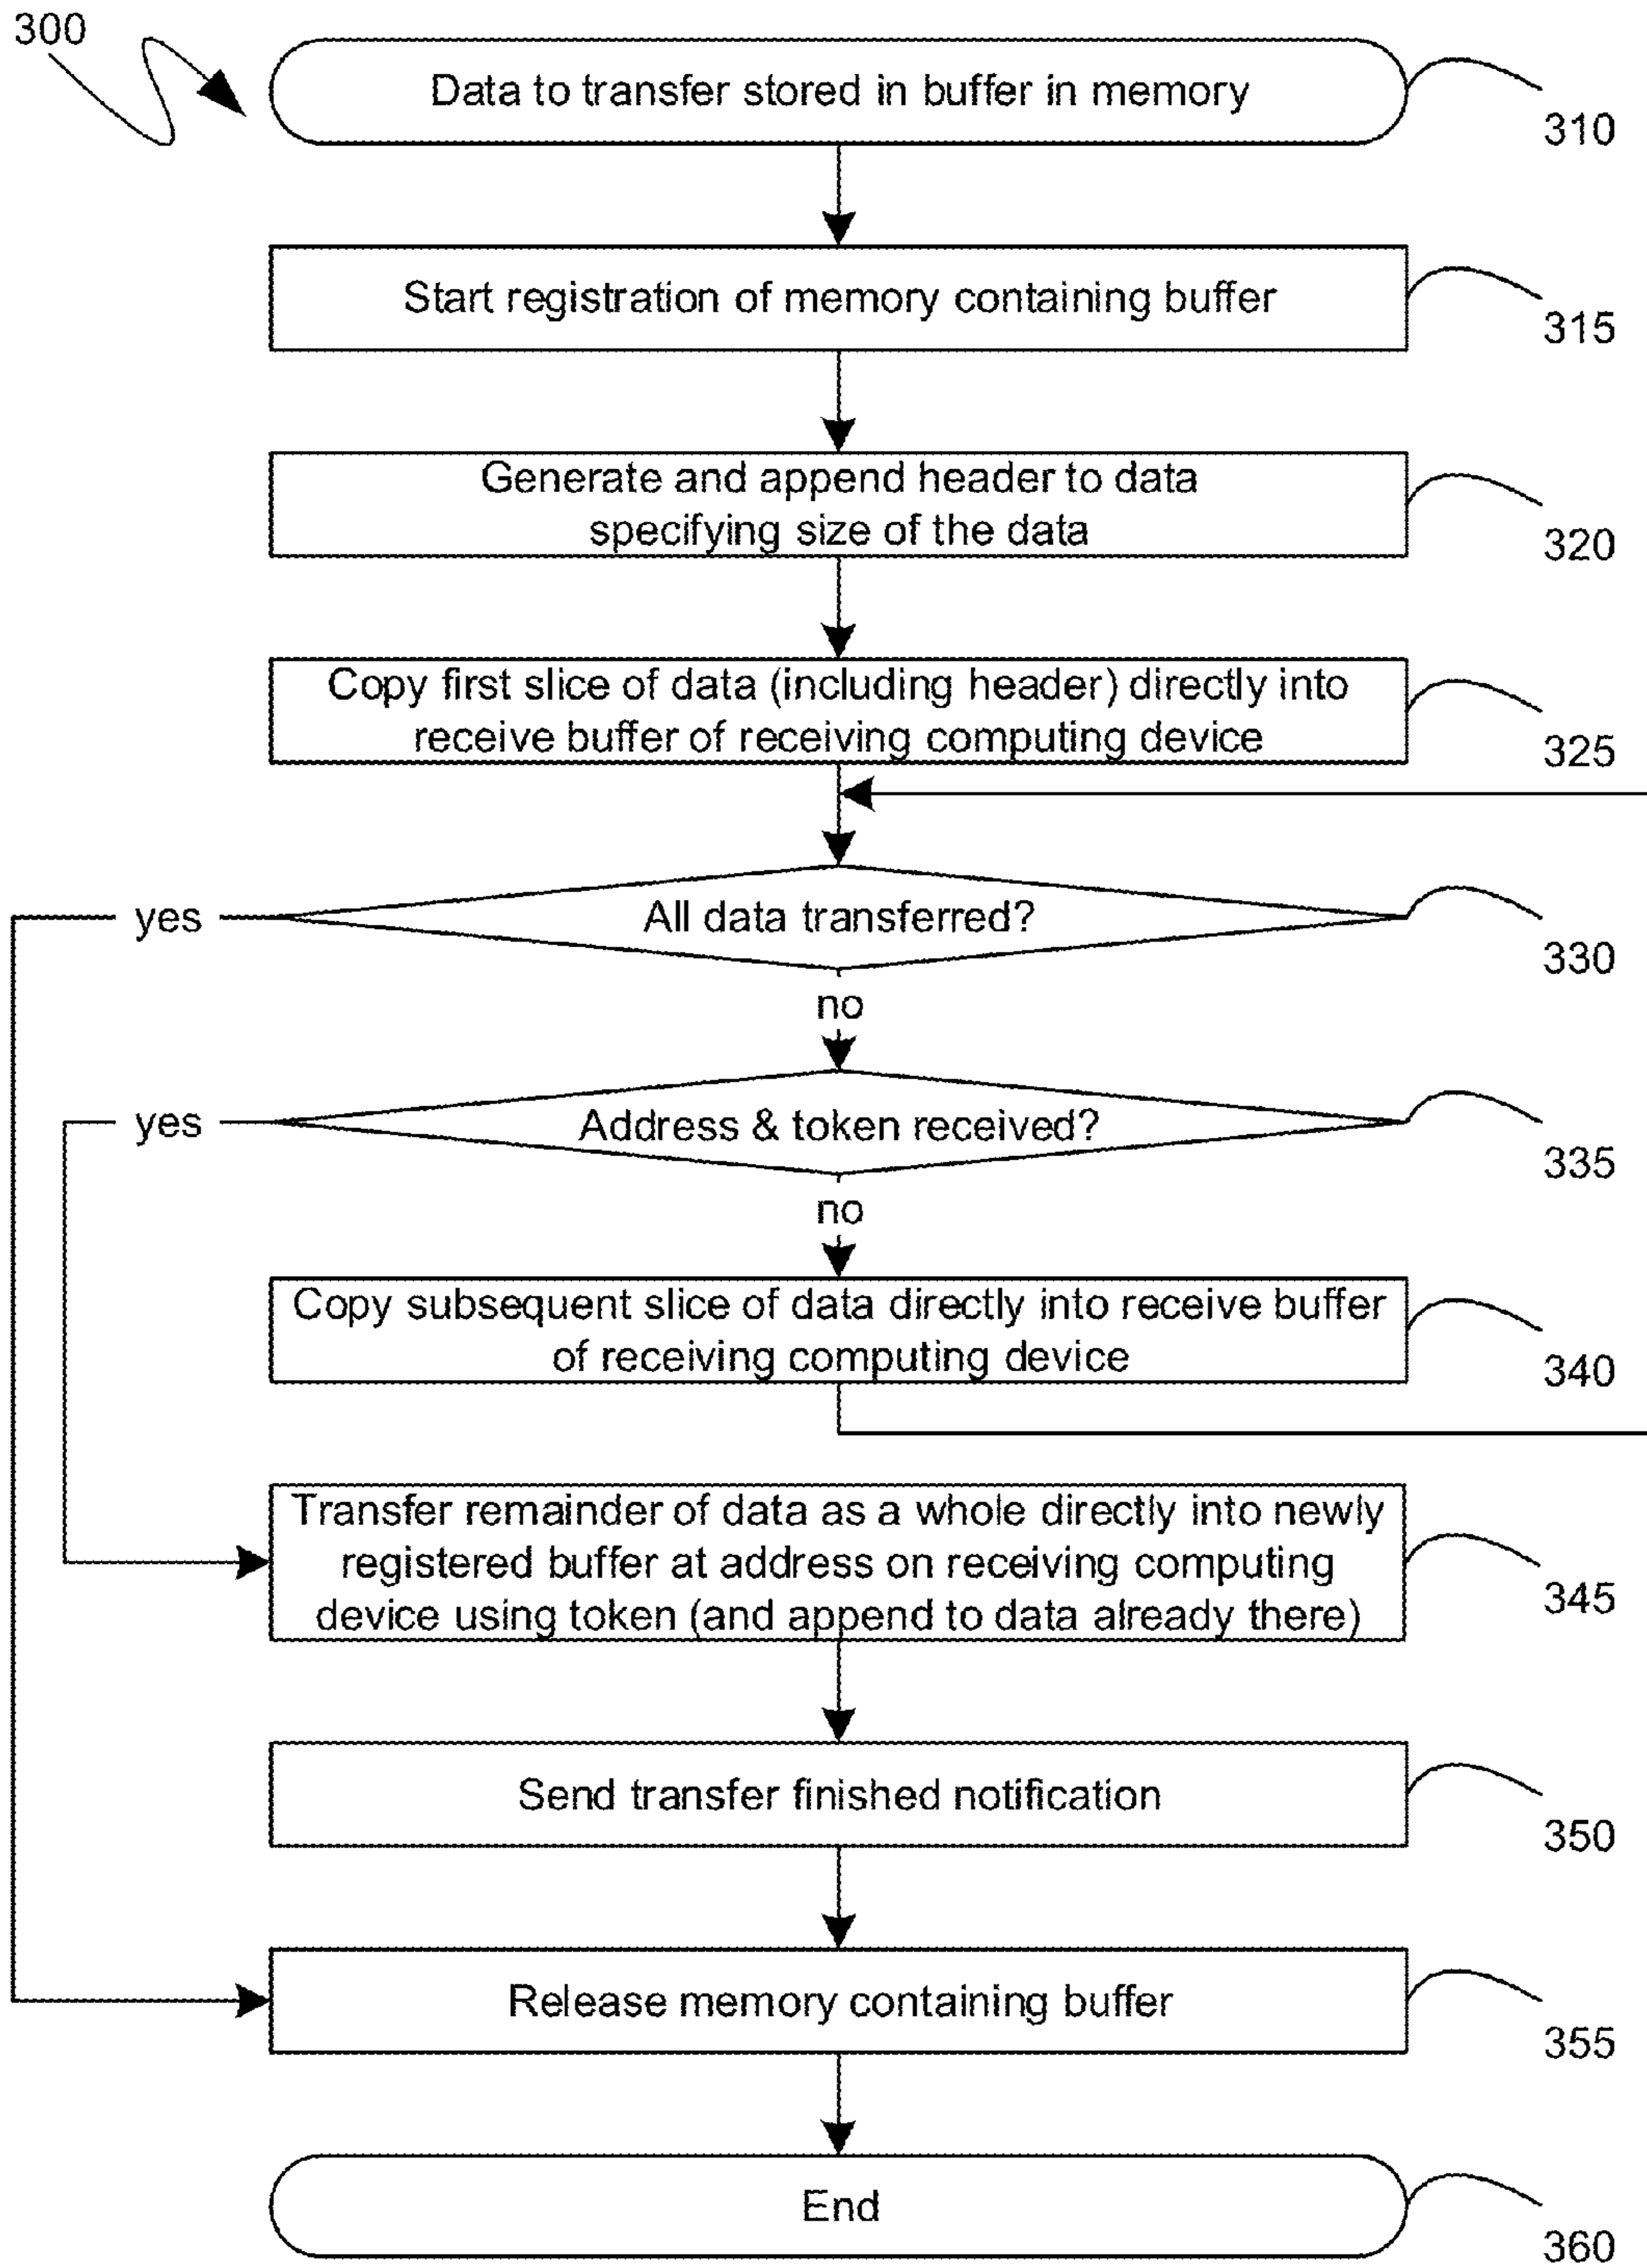 300
Data to transfer stored in buffer in memory
310
Start registration of memory containing buffer
315
Generate and append header to data
specifying size of the data
320
Copy first slice of data (including header) directly into
receive buffer of receiving computing device
325
yes
All data transferred?
330
no
yes
Address & token received?
335
no
Copy subsequent slice of data directly into receive buffer
of receiving computing device
340
Transfer remainder of data as a whole directly into newly
registered buffer at address on receiving computing
device using token (and append to data already there)
345
Send transfer finished notification
350
Release memory containing buffer
355
End
360